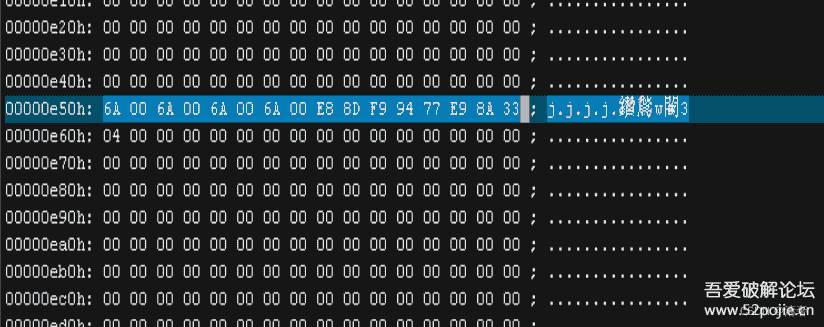 00000e20h: 00 00 00 00 00 00 00 00 00 00 00 00 00 00 00 00 ; ................
00000e30h: 00 00 00 00 00 00 00 00 00 00 00 00 00 00 00 00 ; ................
00000e40h: 00 00 00 00 00 00 00 00 00 00 00 00 00 00 00 00 ; ................
00000e50h: 6A 00 6A 00 6A 00 6A 00 E8 8D F9 94 77 E9 8A 33 ; j.j.j.j.鑽鶖w閵3
00000e60h: 04 00 00 00 00 00 00 00 00 00 00 00 00 00 00 00 ; ................
00000e70h: 00 00 00 00 00 00 00 00 00 00 00 00 00 00 00 00 ; ................
00000e80h: 00 00 00 00 00 00 00 00 00 00 00 00 00 00 00 00 ; ................
00000e90h: 00 00 00 00 00 00 00 00 00 00 00 00 00 00 00 00 ; ................
00000ea0h: 00 00 00 00 00 00 00 00 00 00 00 00 00 00 00 00 ; ................
00000eb0h: 00 00 00 00 00 00 00 00 00 00 00 00 00 00 00 00 ; ................
00000ec0h: 00 00 00 00 00 00 00 00 00 00 00 00 00 00 00 00 ; ................
吾爱破解论坛
www.52pojie.cn